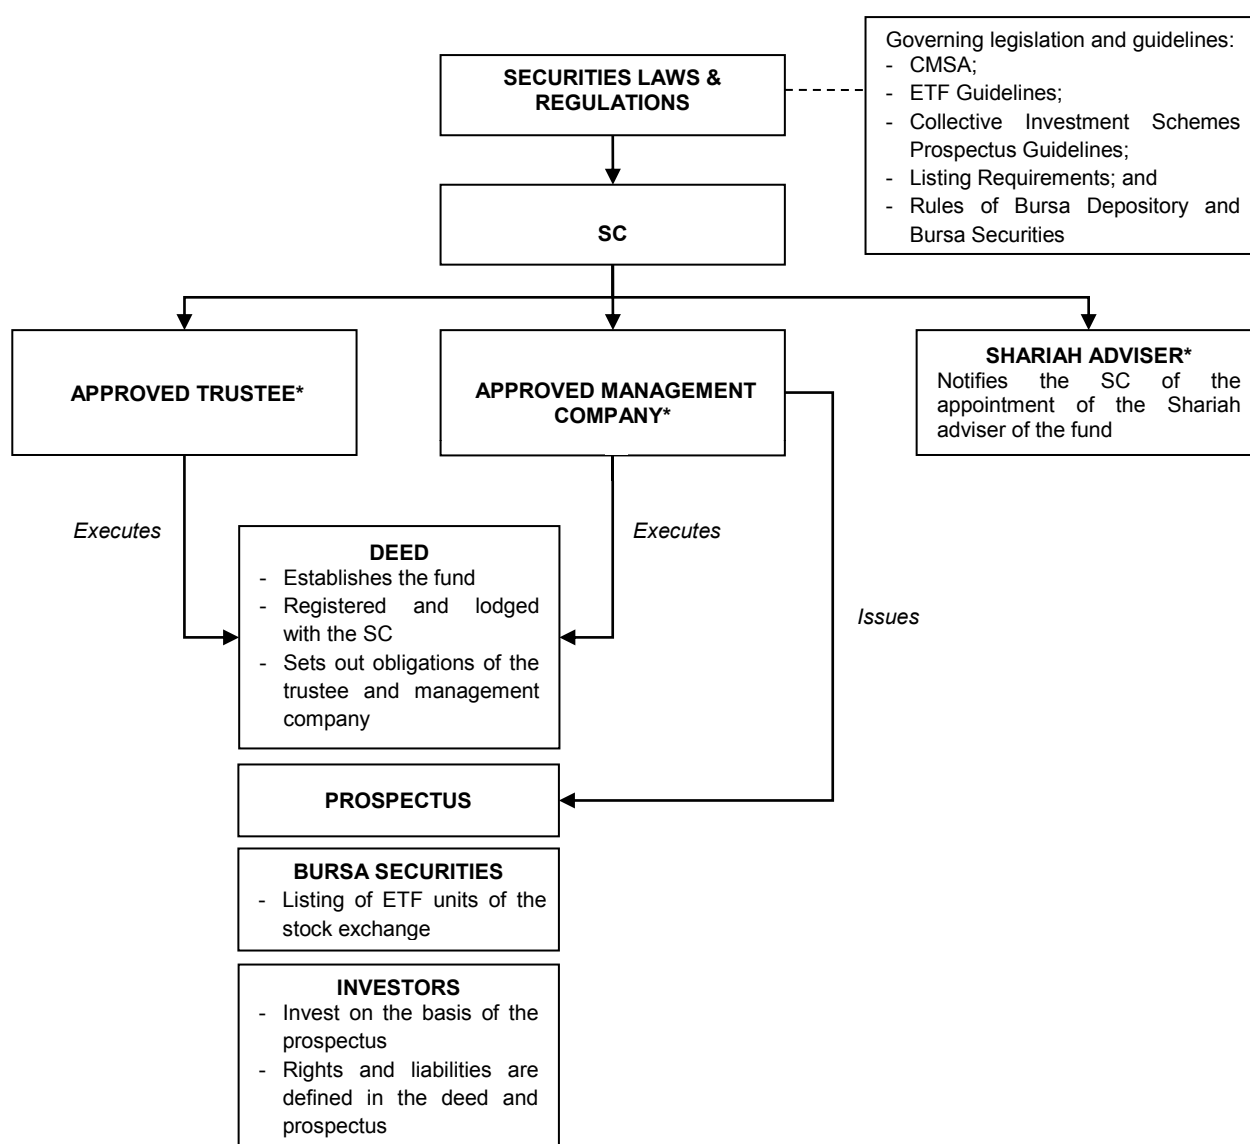 Governing legislation and guidelines:
- CMSA;
- ETF Guidelines;
- Collective Investment Schemes
Prospectus Guidelines;
- Listing Requirements; and
- Rules of Bursa Depository and
Bursa Securities
SECURITIES LAWS &
REGULATIONS
SC
APPROVED TRUSTEE*
APPROVED MANAGEMENT
COMPANY*
SHARIAH ADVISER*
Notifies the SC of the
appointment of the Shariah
adviser of the fund
Executes
Executes
Issues
DEED
- Establishes the fund
- Registered and lodged
with the SC
- Sets out obligations of the
trustee and management
company
PROSPECTUS
BURSA SECURITIES
- Listing of ETF units of the
stock exchange
INVESTORS
- Invest on the basis of the
prospectus
- Rights and liabilities are
defined in the deed and
prospectus